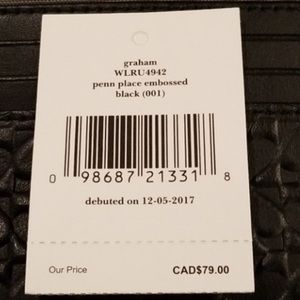 graham
WLRU4942
penn place embossed
black (001)
0 98687 21331 8
debuted on 12-05-2017
Our Price CAD$79.00